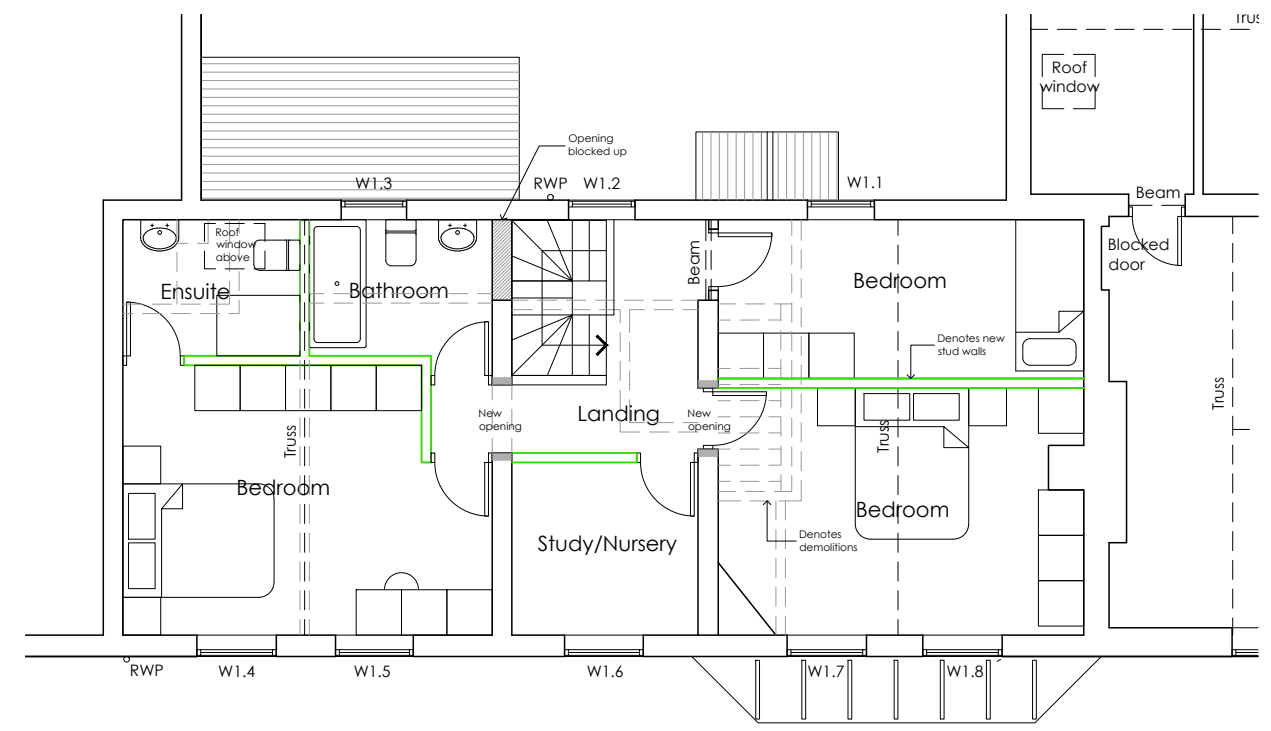 Roof
window
Opening
blocked up
W1.3
RWP
W1.2
W1.1
Beam
Roof
window
above
Ensuite
Bathroom
Beam
Bedroom
Blocked
door
Denotes new
stud walls
Truss
New
opening
Landing
New
opening
Truss
Truss
Bedroom
Study/Nursery
Bedroom
Denotes
demolitions
RWP
W1.4
W1.5
W1.6
W1.7
W1.8